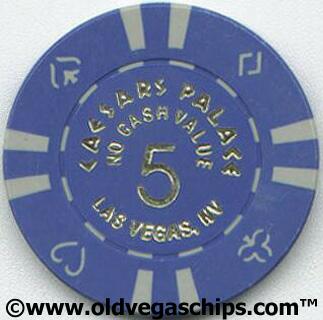 CAESARS PALACE
NO CASH VALUE
5
LAS VEGAS, NV
©www.oldvegaschips.com™